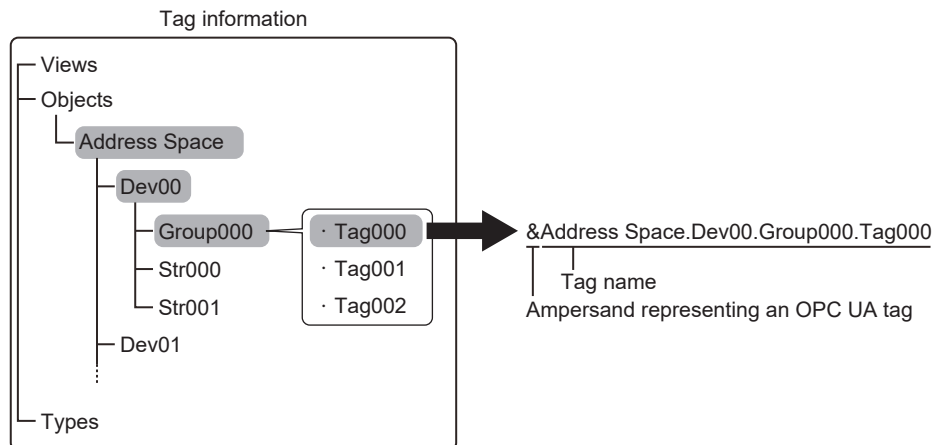 Tag information
Views
Objects
Address Space
Dev00
Group000
· Tag000
&Address Space.Dev00.Group000.Tag000
Str000
· Tag001
Tag name
Str001
· Tag002
Ampersand representing an OPC UA tag
Dev01
Types